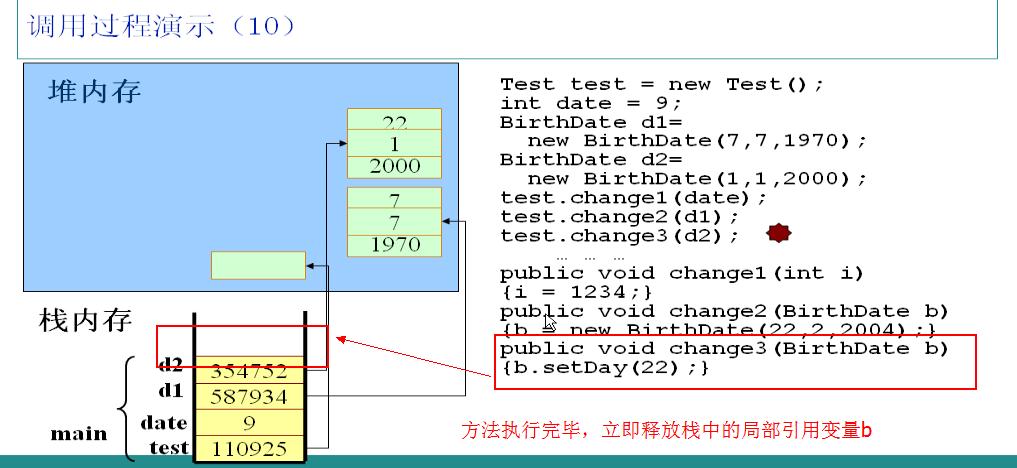 调用过程演示（10）
堆内存
22
1
2000
7
7
1970
栈内存
d2 354752
d1 587934
date 9
test 110925
main
Test test = new Test();
int date = 9;
BirthDate d1=
new BirthDate(7,7,1970);
BirthDate d2=
new BirthDate(1,1,2000);
test.change1(date);
test.change2(d1);
test.change3(d2);
… … …
public void change1(int i)
{i = 1234;}
public void change2(BirthDate b)
{b = new BirthDate(22,2,2004);}
public void change3(BirthDate b)
{b.setDay(22);}
方法执行完毕，立即释放栈中的局部引用变量b